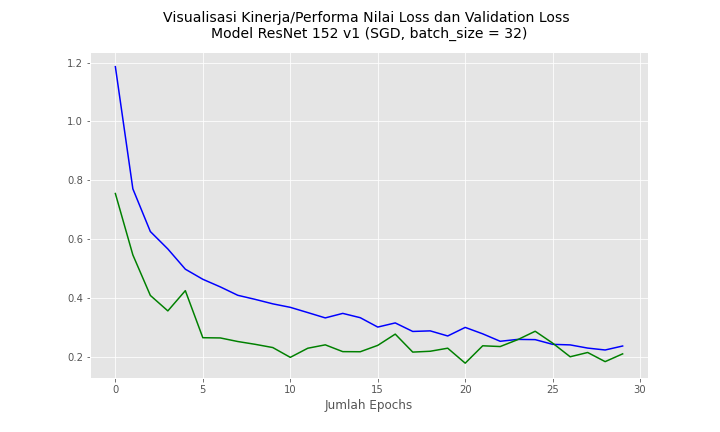 Visualisasi Kinerja/Performa Nilai Loss dan Validation Loss
Model ResNet 152 v1 (SGD, batch_size = 32)
1.2
1.0
0.8
0.6
0.4
0.2
0 5 10 15 20 25 30
Jumlah Epochs